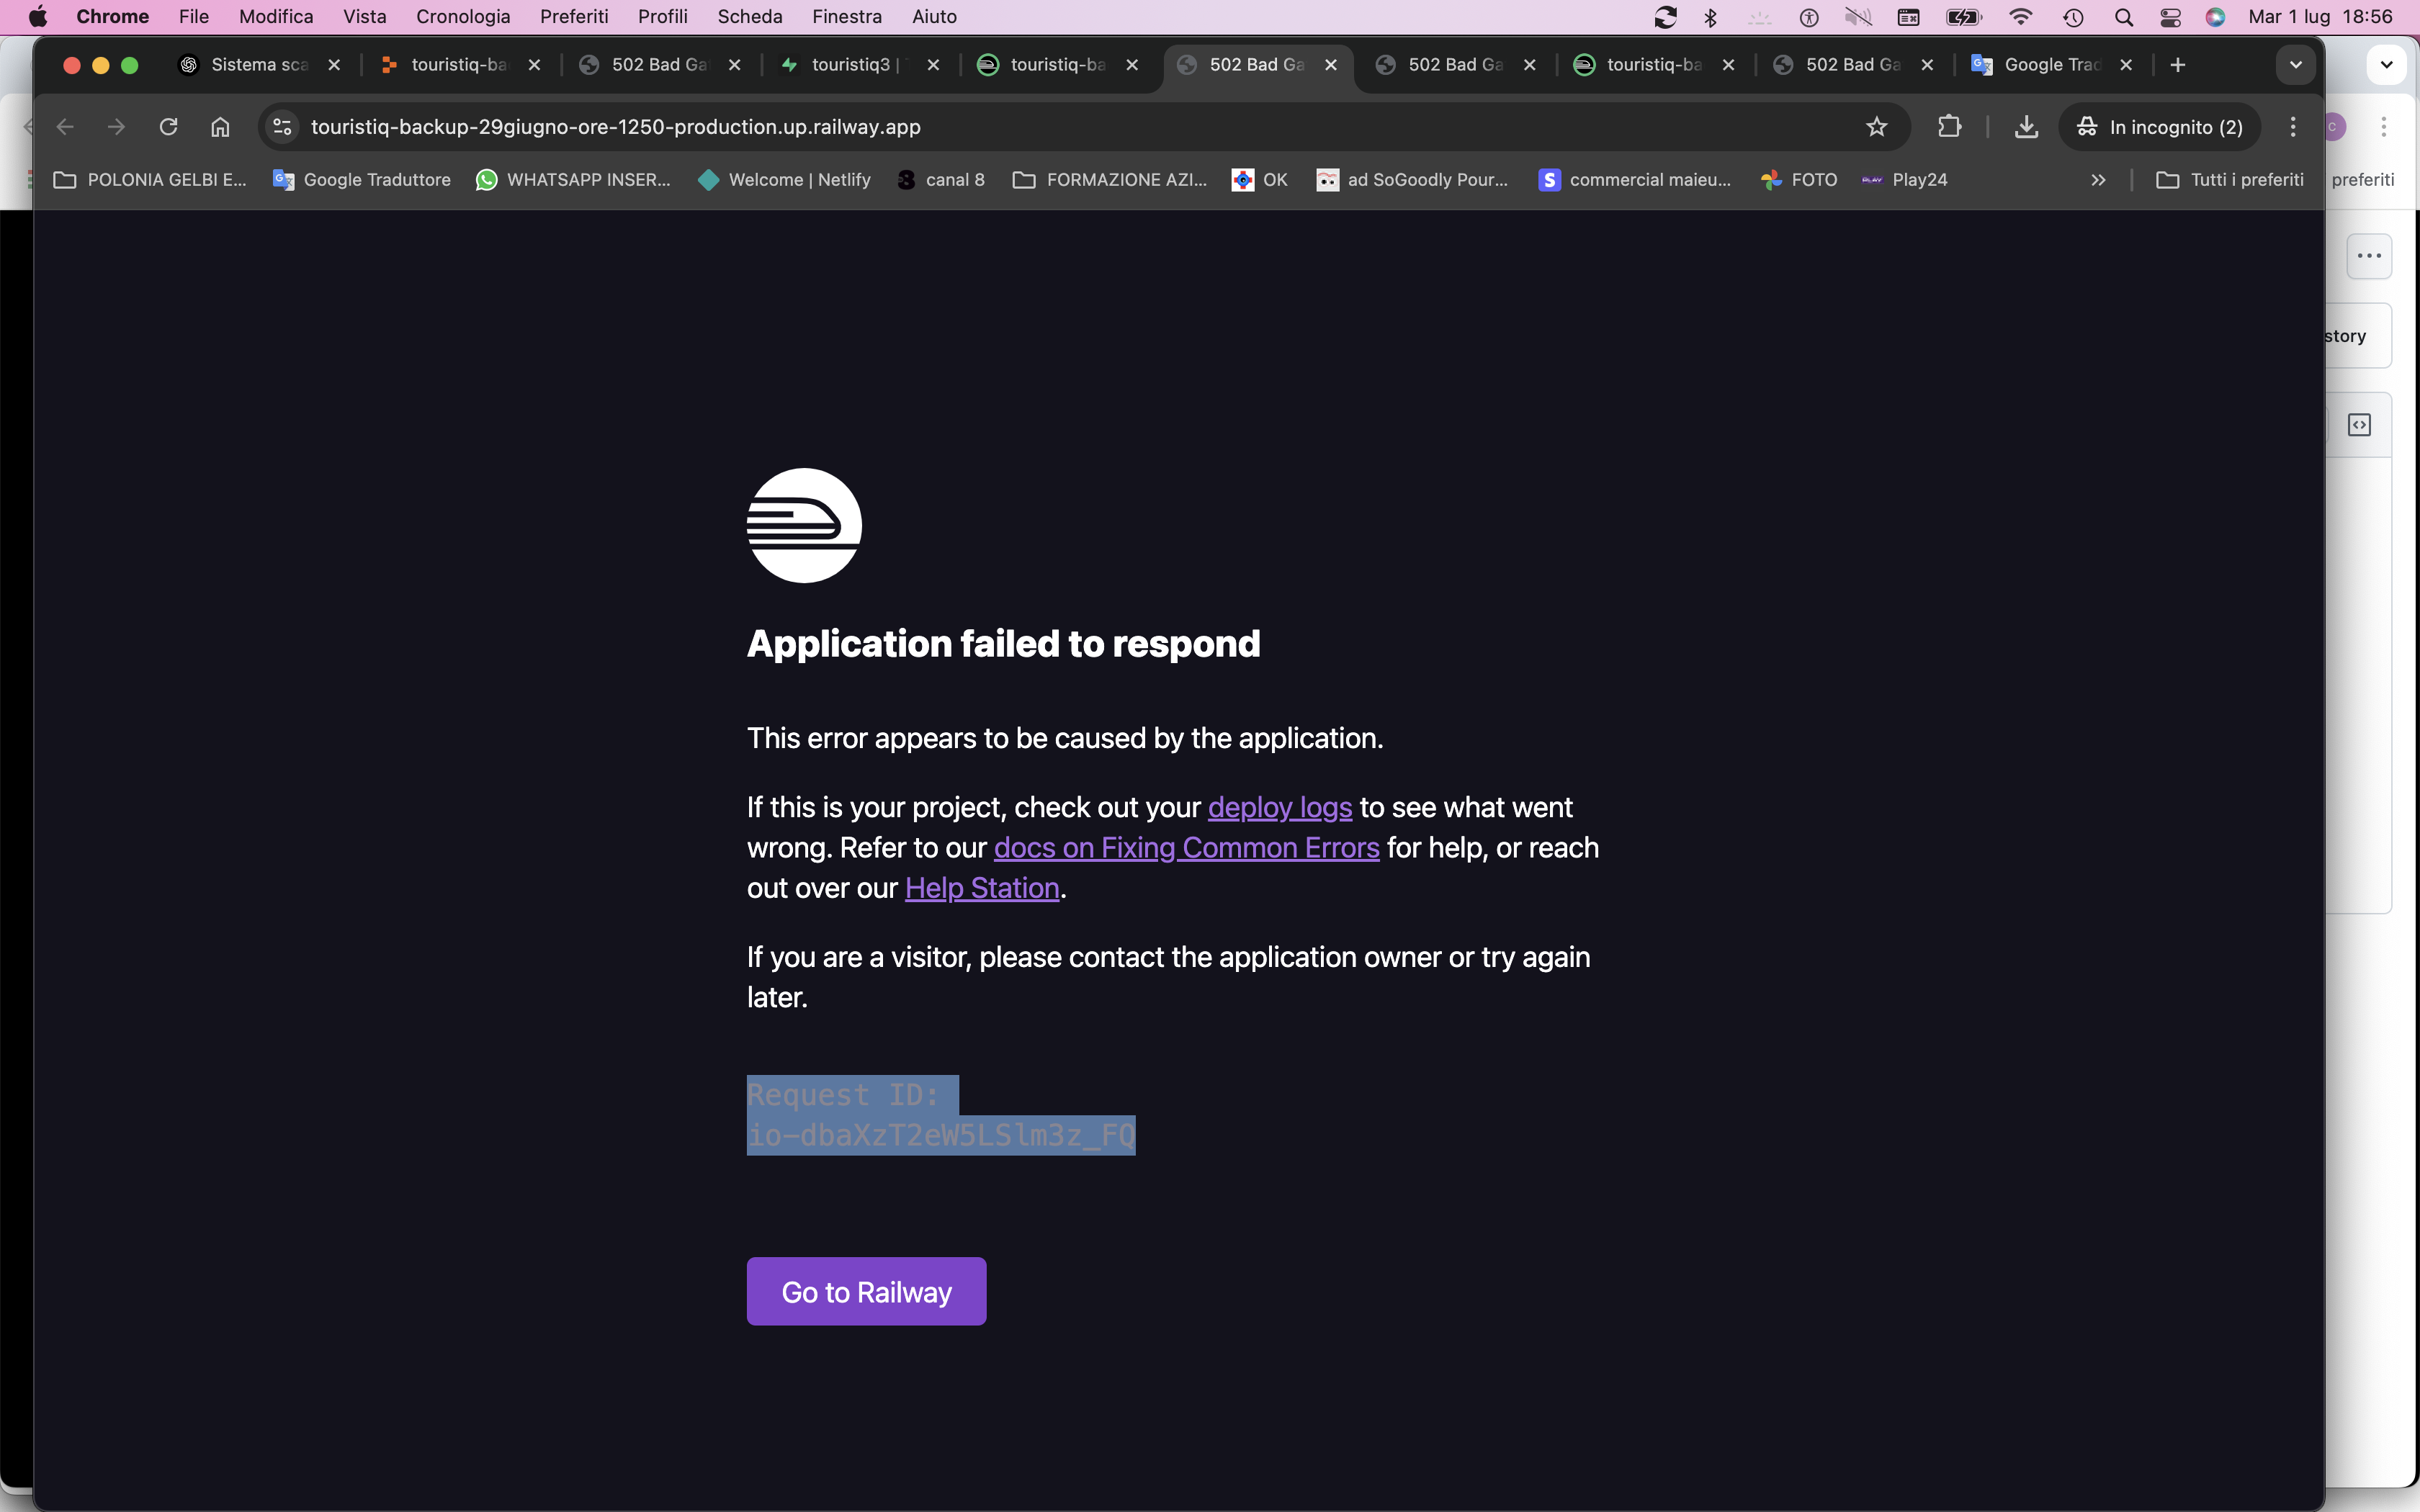 Chrome File Modifica Vista Cronologia Preferiti Profili Scheda Finestra Aiuto Mar 1 lug 18:56
Sistema sca touristiq-ba 502 Bad Ga touristiq3 | touristiq-ba 502 Bad Ga 502 Bad Ga touristiq-ba 502 Bad Ga Google Trad
touristiq-backup-29giugno-ore-1250-production.up.railway.app In incognito (2) c
POLONIA GELBI E... Google Traduttore WHATSAPP INSER... Welcome | Netlify canal 8 FORMAZIONE AZI... OK ad SoGoodly Pour... S commercial maieu... FOTO PLAY Play24 Tutti i preferiti preferiti
story
Application failed to respond
This error appears to be caused by the application.
If this is your project, check out your deploy logs to see what went
wrong. Refer to our docs on Fixing Common Errors for help, or reach
out over our Help Station.
If you are a visitor, please contact the application owner or try again
later.
Request ID:
io-dbaXzT2eW5LSlm3z_FQ
Go to Railway